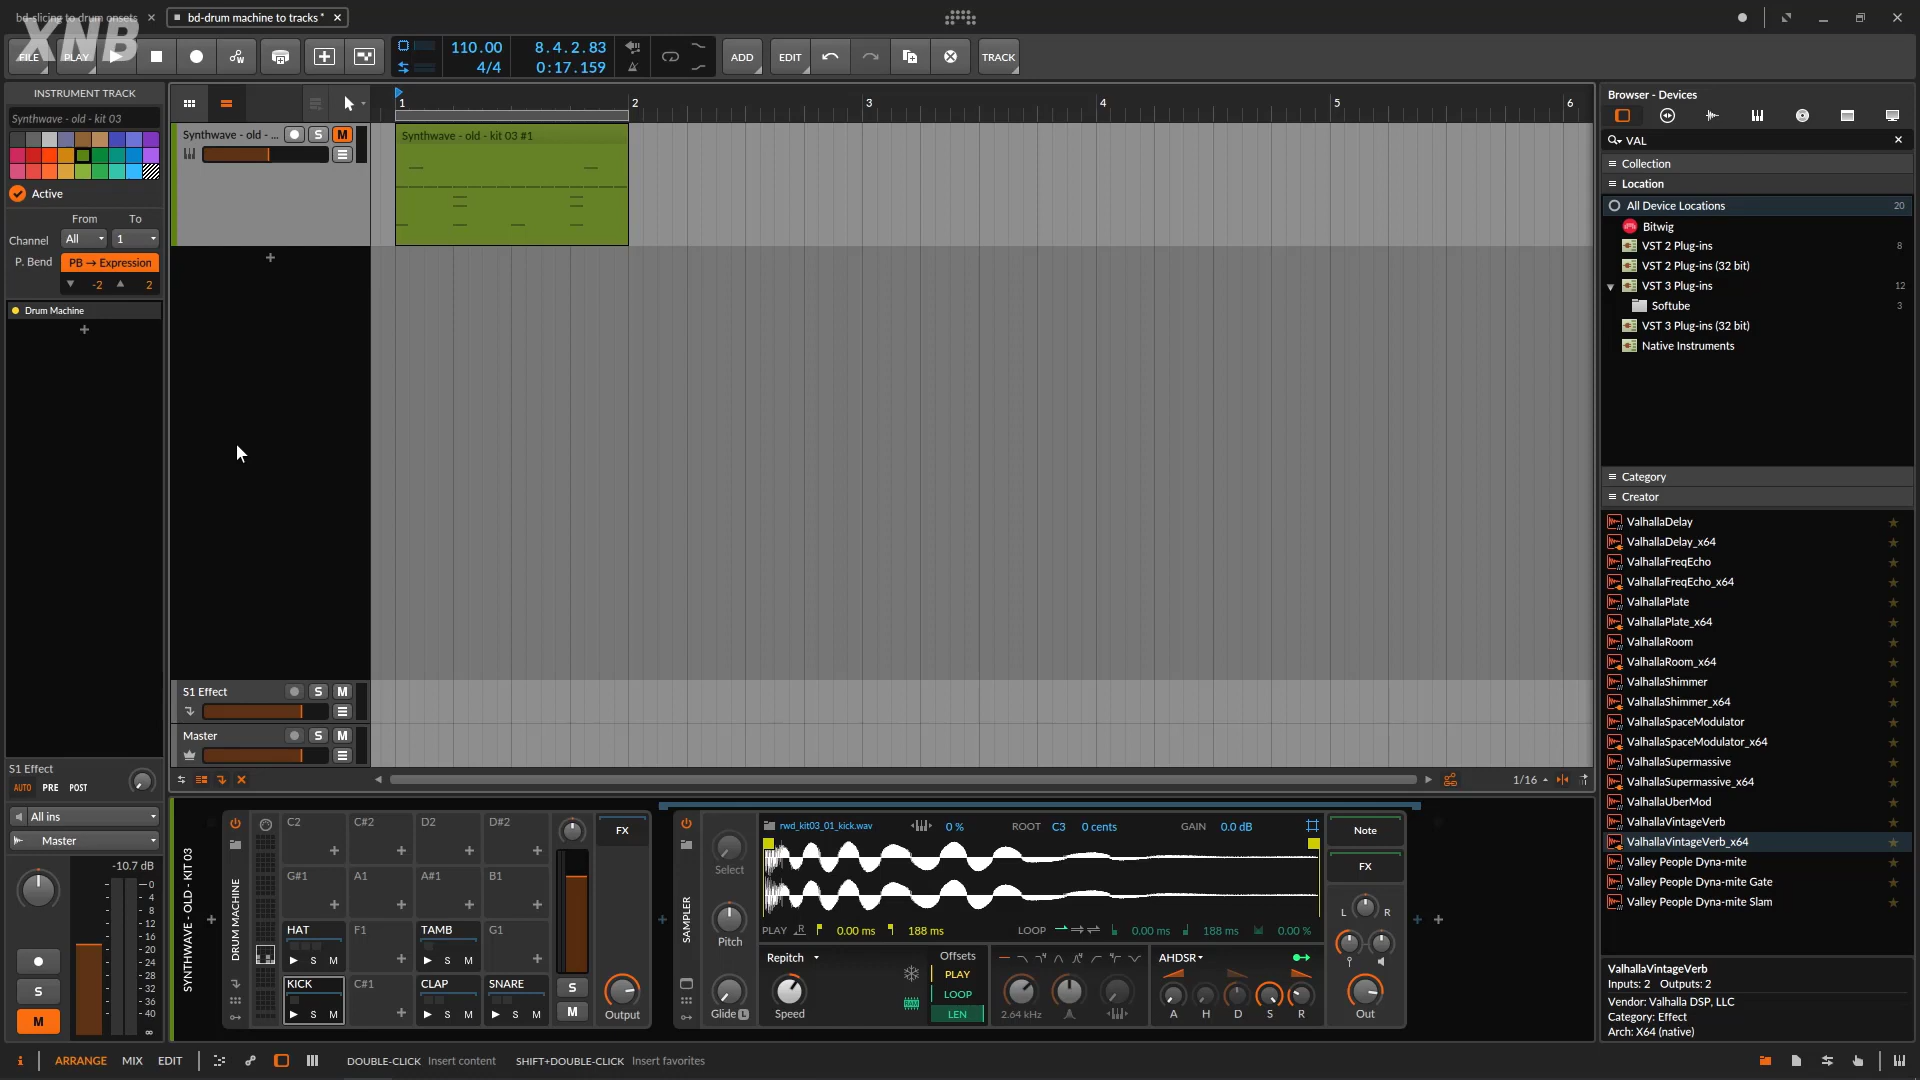 bd-slicing to drum onsets
bd-drum machine to tracks *
XNB
FILE
PLAY
110.00
4/4
8.4.2.83
0:17.159
ADD
EDIT
TRACK
INSTRUMENT TRACK
Synthwave - old - kit 03
Active
From To
Channel All 1
P. Bend PB → Expression
-2 2
Drum Machine
1 2 3 4 5 6
Synthwave - old - ... S M
Synthwave - old - kit 03 #1
S1 Effect S M
Master S M
1/16
Browser - Devices
VAL
Collection
Location
All Device Locations 20
Bitwig
VST 2 Plug-ins 8
VST 2 Plug-ins (32 bit)
VST 3 Plug-ins 12
Softube 3
VST 3 Plug-ins (32 bit)
Native Instruments
Category
Creator
ValhallaDelay
ValhallaDelay_x64
ValhallaFreqEcho
ValhallaFreqEcho_x64
ValhallaPlate
ValhallaPlate_x64
ValhallaRoom
ValhallaRoom_x64
ValhallaShimmer
ValhallaShimmer_x64
ValhallaSpaceModulator
ValhallaSpaceModulator_x64
ValhallaSupermassive
ValhallaSupermassive_x64
ValhallaUberMod
ValhallaVintageVerb
ValhallaVintageVerb_x64
Valley People Dyna-mite
Valley People Dyna-mite Gate
Valley People Dyna-mite Slam
ValhallaVintageVerb
Inputs: 2 Outputs: 2
Vendor: Valhalla DSP, LLC
Category: Effect
Arch: X64 (native)
S1 Effect
AUTO PRE POST
All ins
Master
-10.7 dB
0
4
8
12
16
20
24
28
32
36
40
∞
S
M
SYNTHWAVE - OLD - KIT 03
DRUM MACHINE
C2 C#2 D2 D#2
G#1 A1 A#1 B1
HAT F1 TAMB G1
S M S M
KICK C#1 CLAP SNARE
S M S M S M
S
M
FX
Output
SAMPLER
Select
Pitch
Glide L
rwd_kit03_01_kick.wav 0 % ROOT C3 0 cents GAIN 0.0 dB
PLAY 0.00 ms 188 ms LOOP 0.00 ms 188 ms 0.00 %
Repitch
Speed
Offsets
PLAY
LOOP
LEN
RAM
2.64 kHz
AHDSR
A H D S R
Note
FX
L R
Out
i ARRANGE MIX EDIT DOUBLE-CLICK Insert content SHIFT+DOUBLE-CLICK Insert favorites